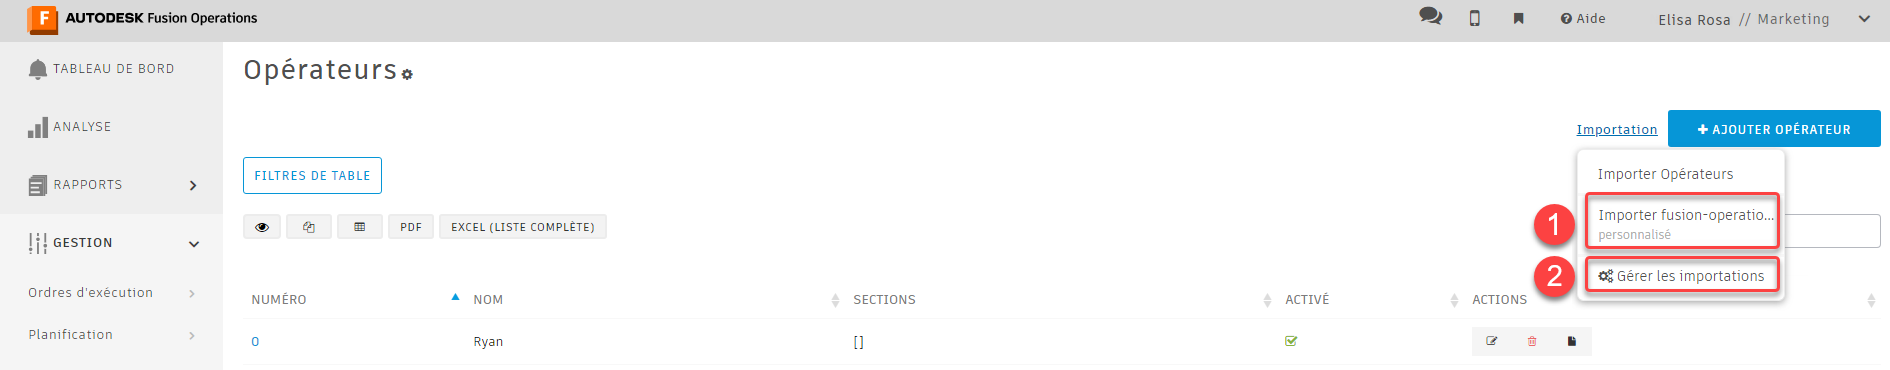 F AUTODESK Fusion Operations
Aide
Elisa Rosa // Marketing
TABLEAU DE BORD
ANALYSE
RAPPORTS
GESTION
Ordres d'exécution
Planification
Opérateurs
Importation
+ AJOUTER OPÉRATEUR
Importer Opérateurs
1
Importer fusion-operatio...
personnalisé
2
Gérer les importations
FILTRES DE TABLE
PDF
EXCEL (LISTE COMPLÈTE)
NUMÉRO NOM SECTIONS ACTIVÉ ACTIONS
0 Ryan []